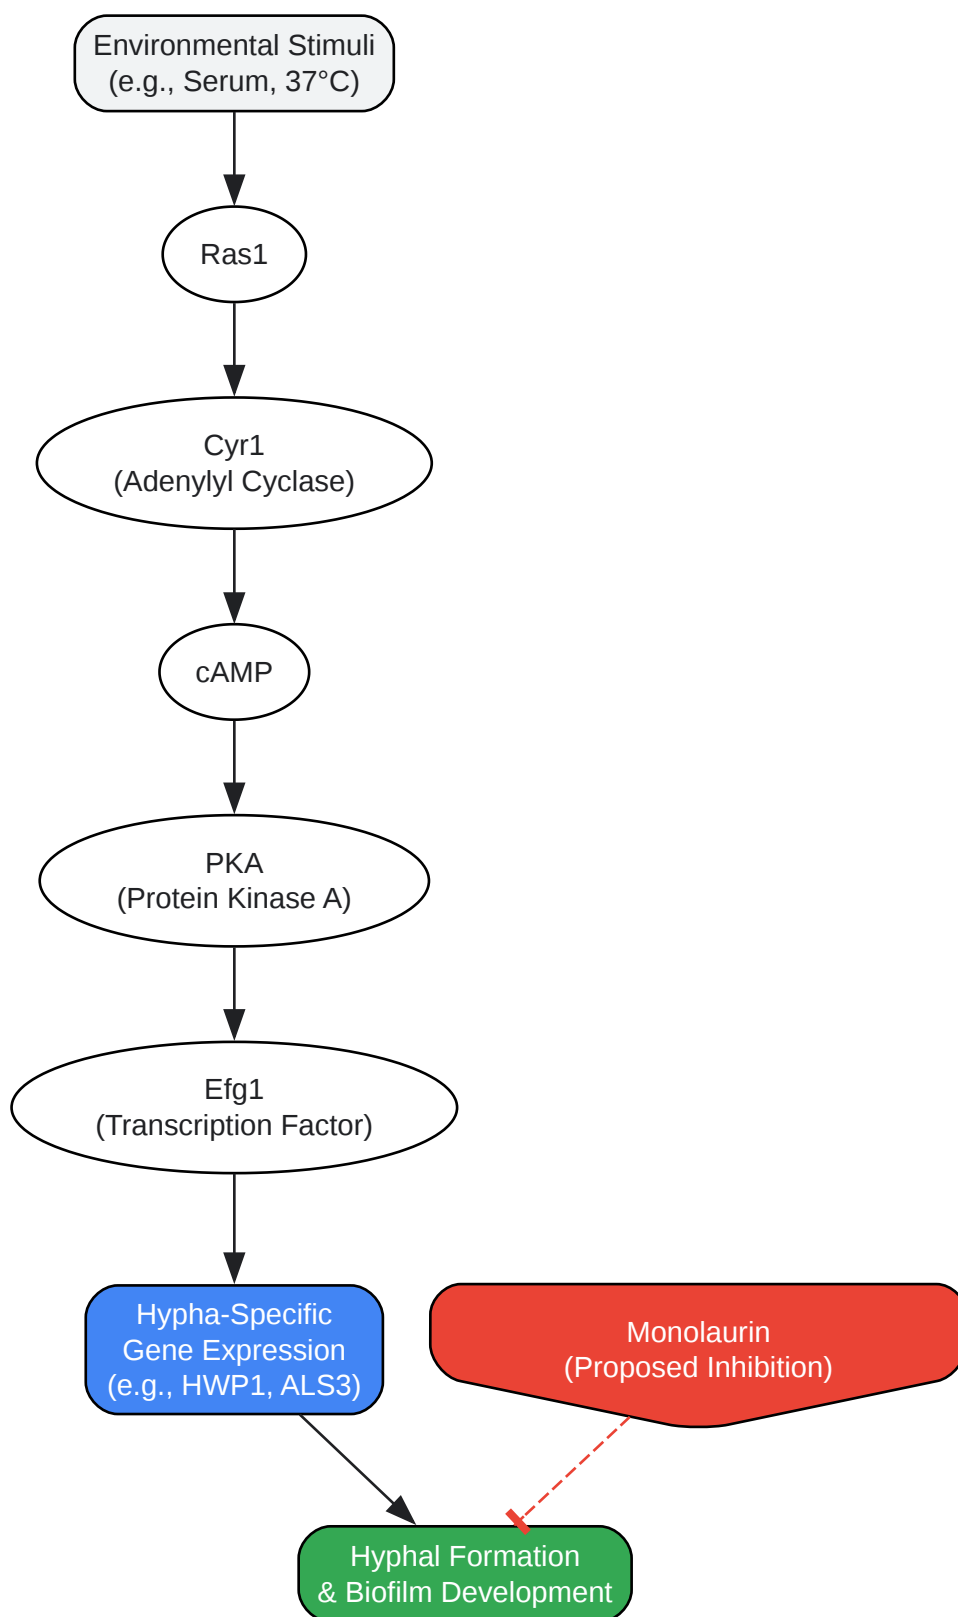 Environmental Stimuli
(e.g., Serum, 37°C)
Ras1
Cyr1
(Adenylyl Cyclase)
cAMP
PKA
(Protein Kinase A)
Efg1
(Transcription Factor)
Hypha-Specific
Gene Expression
(e.g., HWP1, ALS3)
Monolaurin
(Proposed Inhibition)
Hyphal Formation
& Biofilm Development